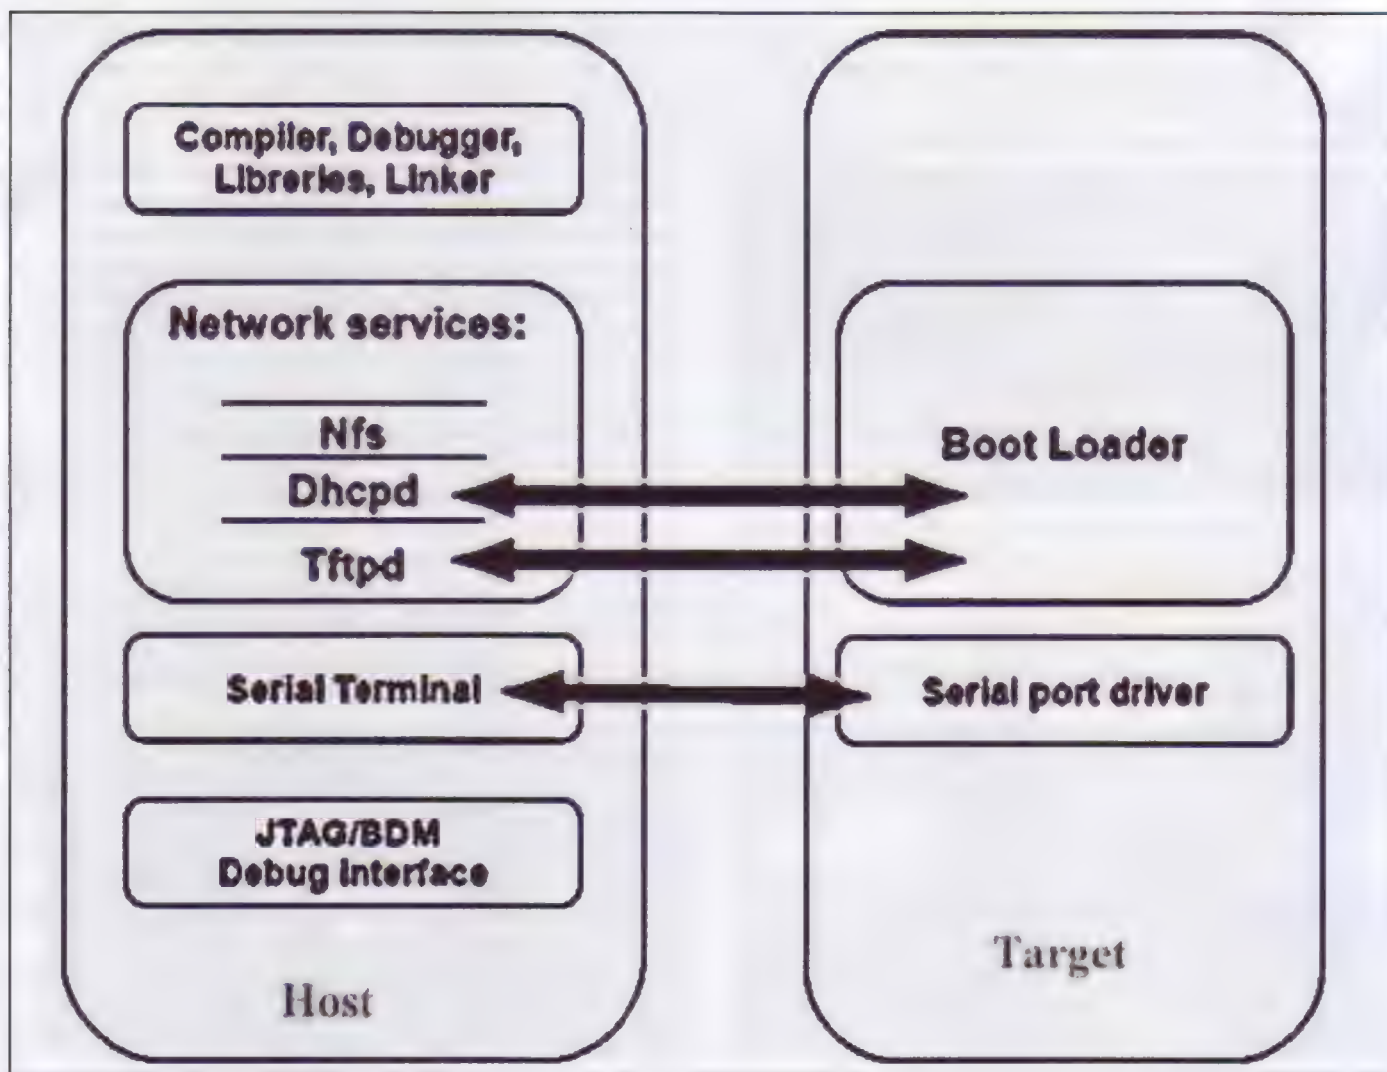 Compiler, Debugger,
Libreries, Linker
Network services:
Nfs
Dhcpd
Tftpd
Boot Loader
Serial Terminal
Serial port driver
JTAG/BDM
Debug Interface
Host
Target